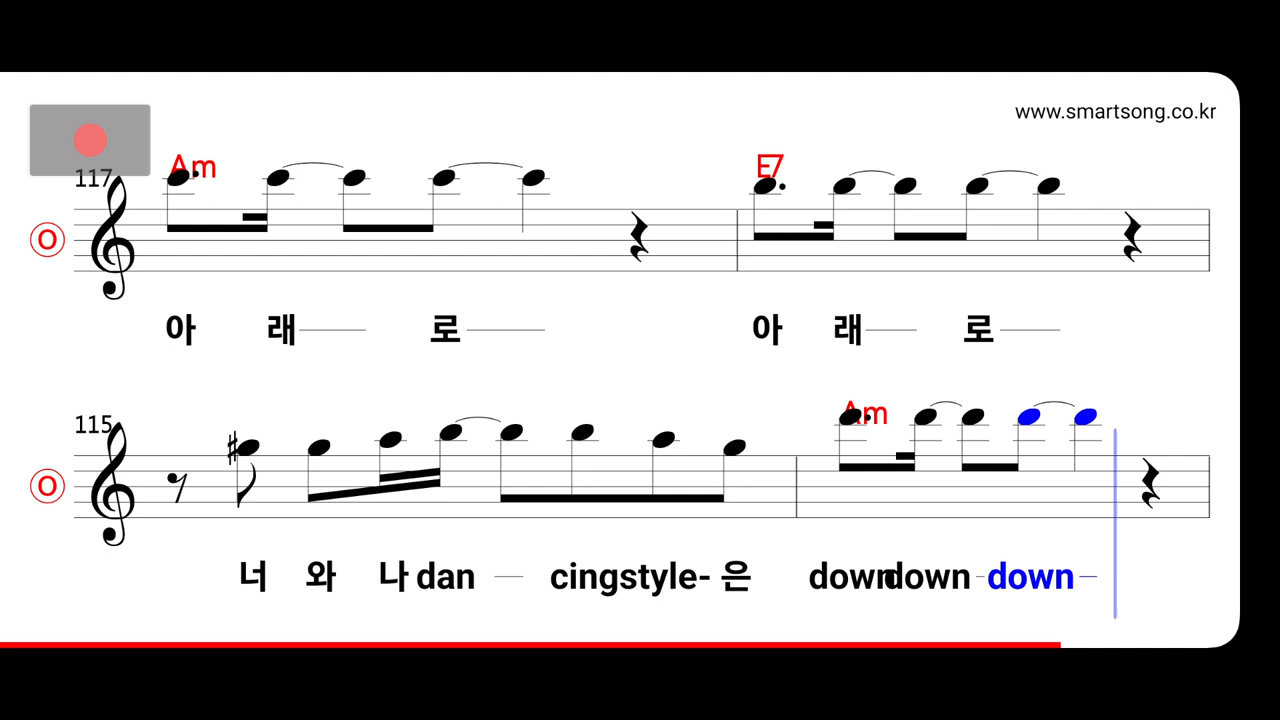 www.smartsong.co.kr
Am E7
117
O
아 래 로 아 래 로
Am
115
O
너 와 나 dan cingstyle- 은 down down - down